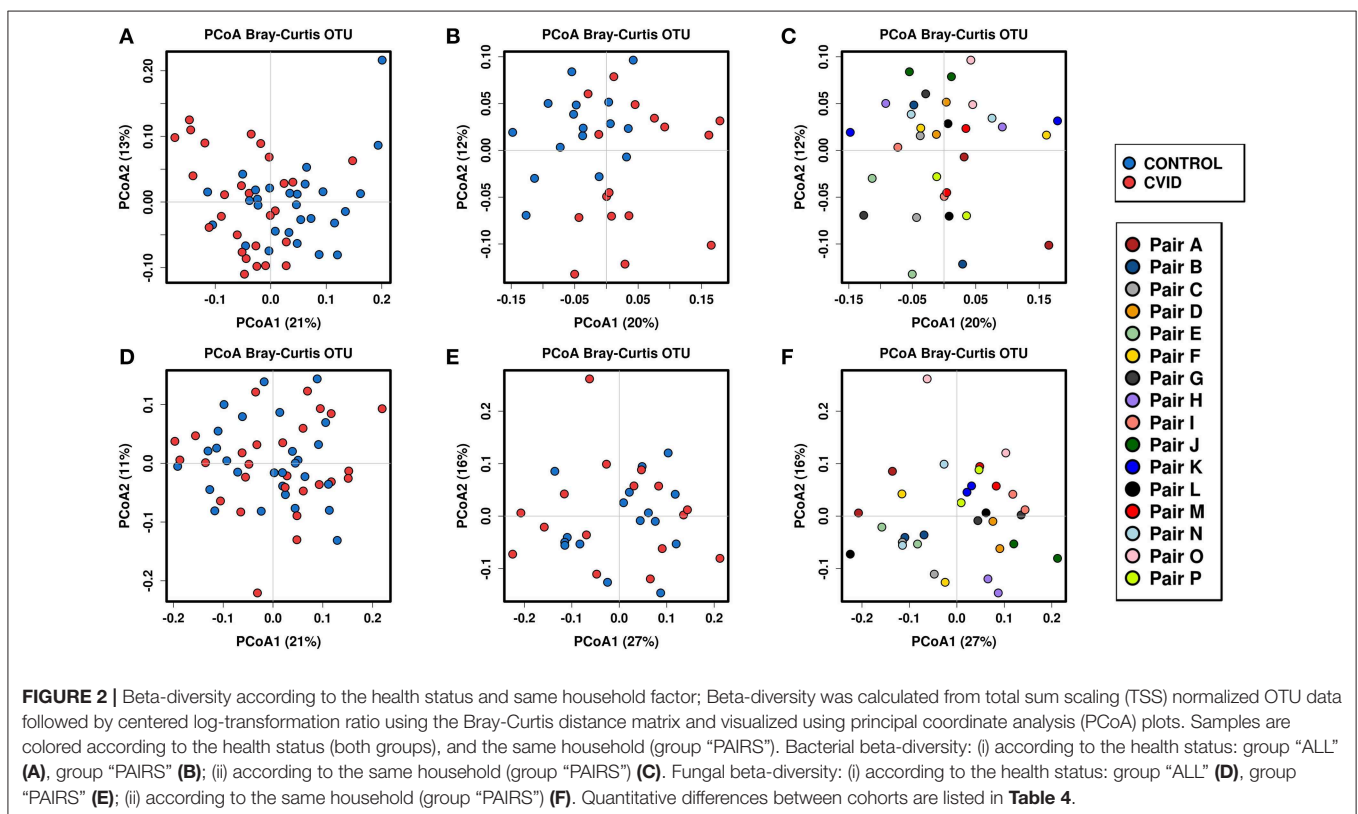 A
PCoA Bray-Curtis OTU
PCoA2 (13%)
-0.10 0.00 0.10 0.20
-0.1 0.0 0.1 0.2
PCoA1 (21%)
B
PCoA Bray-Curtis OTU
PCoA2 (12%)
-0.10 -0.05 0.00 0.05 0.10
-0.15 -0.05 0.05 0.15
PCoA1 (20%)
C
PCoA Bray-Curtis OTU
PCoA2 (12%)
-0.10 -0.05 0.00 0.05 0.10
-0.15 -0.05 0.05 0.15
PCoA1 (20%)
D
PCoA Bray-Curtis OTU
PCoA2 (11%)
-0.2 -0.1 0.0 0.1
-0.2 -0.1 0.0 0.1 0.2
PCoA1 (21%)
E
PCoA Bray-Curtis OTU
PCoA2 (16%)
-0.1 0.0 0.1 0.2
-0.2 -0.1 0.0 0.1 0.2
PCoA1 (27%)
F
PCoA Bray-Curtis OTU
PCoA2 (16%)
-0.1 0.0 0.1 0.2
-0.2 -0.1 0.0 0.1 0.2
PCoA1 (27%)
CONTROL
CVID
Pair A
Pair B
Pair C
Pair D
Pair E
Pair F
Pair G
Pair H
Pair I
Pair J
Pair K
Pair L
Pair M
Pair N
Pair O
Pair P
FIGURE 2 | Beta-diversity according to the health status and same household factor; Beta-diversity was calculated from total sum scaling (TSS) normalized OTU data
followed by centered log-transformation ratio using the Bray-Curtis distance matrix and visualized using principal coordinate analysis (PCoA) plots. Samples are
colored according to the health status (both groups), and the same household (group “PAIRS”). Bacterial beta-diversity: (i) according to the health status: group “ALL”
(A), group “PAIRS” (B); (ii) according to the same household (group “PAIRS”) (C). Fungal beta-diversity: (i) according to the health status: group “ALL” (D), group
“PAIRS” (E); (ii) according to the same household (group “PAIRS”) (F). Quantitative differences between cohorts are listed in Table 4.